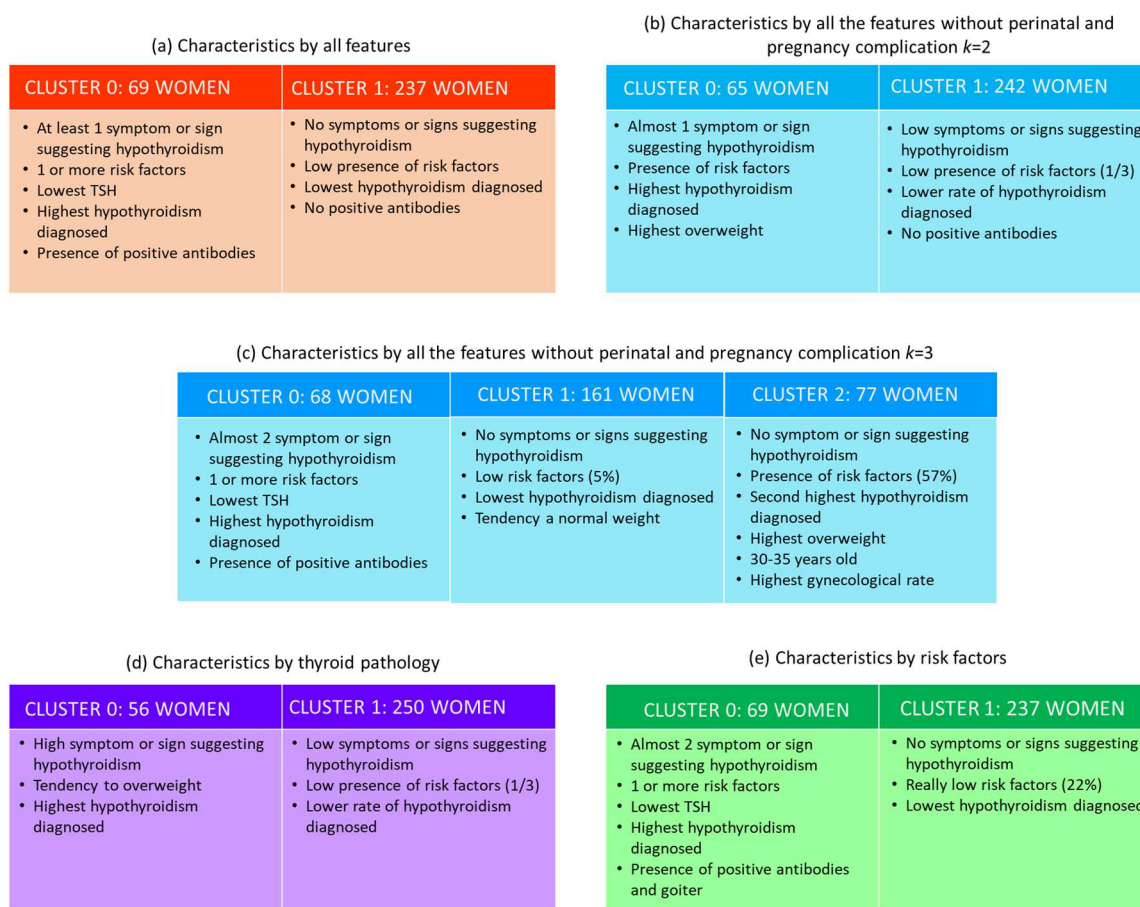 (a) Characteristics by all features
CLUSTER 0: 69 WOMEN
• At least 1 symptom or sign
suggesting hypothyroidism
• 1 or more risk factors
• Lowest TSH
• Highest hypothyroidism
diagnosed
• Presence of positive antibodies
CLUSTER 1: 237 WOMEN
• No symptoms or signs suggesting
hypothyroidism
• Low presence of risk factors
• Lowest hypothyroidism diagnosed
• No positive antibodies
(b) Characteristics by all the features without perinatal and
pregnancy complication k=2
CLUSTER 0: 65 WOMEN
• Almost 1 symptom or sign
suggesting hypothyroidism
• Presence of risk factors
• Highest hypothyroidism
diagnosed
• Highest overweight
CLUSTER 1: 242 WOMEN
• Low symptoms or signs suggesting
hypothyroidism
• Low presence of risk factors (1/3)
• Lower rate of hypothyroidism
diagnosed
• No positive antibodies
(c) Characteristics by all the features without perinatal and pregnancy complication k=3
CLUSTER 0: 68 WOMEN
• Almost 2 symptom or sign
suggesting hypothyroidism
• 1 or more risk factors
• Lowest TSH
• Highest hypothyroidism
diagnosed
• Presence of positive antibodies
CLUSTER 1: 161 WOMEN
• No symptoms or signs suggesting
hypothyroidism
• Low risk factors (5%)
• Lowest hypothyroidism diagnosed
• Tendency a normal weight
CLUSTER 2: 77 WOMEN
• No symptom or sign suggesting
hypothyroidism
• Presence of risk factors (57%)
• Second highest hypothyroidism
diagnosed
• Highest overweight
• 30-35 years old
• Highest gynecological rate
(d) Characteristics by thyroid pathology
CLUSTER 0: 56 WOMEN
• High symptom or sign suggesting
hypothyroidism
• Tendency to overweight
• Highest hypothyroidism
diagnosed
CLUSTER 1: 250 WOMEN
• Low symptoms or signs suggesting
hypothyroidism
• Low presence of risk factors (1/3)
• Lower rate of hypothyroidism
diagnosed
(e) Characteristics by risk factors
CLUSTER 0: 69 WOMEN
• Almost 2 symptom or sign
suggesting hypothyroidism
• 1 or more risk factors
• Lowest TSH
• Highest hypothyroidism
diagnosed
• Presence of positive antibodies
and goiter
CLUSTER 1: 237 WOMEN
• No symptoms or signs suggesting
hypothyroidism
• Really low risk factors (22%)
• Lowest hypothyroidism diagnosed